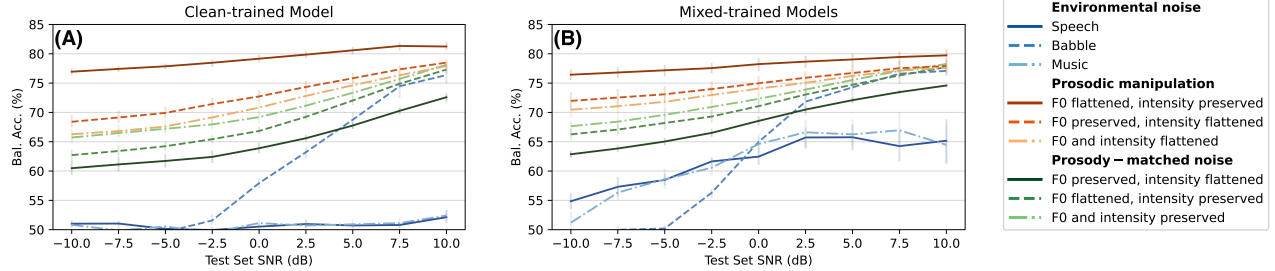 Clean-trained Model
(A)
Bal. Acc. (%)
85
80
75
70
65
60
55
50
−10.0 −7.5 −5.0 −2.5 0.0 2.5 5.0 7.5 10.0
Test Set SNR (dB)
Mixed-trained Models
(B)
Bal. Acc. (%)
85
80
75
70
65
60
55
50
−10.0 −7.5 −5.0 −2.5 0.0 2.5 5.0 7.5 10.0
Test Set SNR (dB)
Environmental noise
Speech
Babble
Music
Prosodic manipulation
F0 flattened, intensity preserved
F0 preserved, intensity flattened
F0 and intensity flattened
Prosody−matched noise
F0 preserved, intensity flattened
F0 flattened, intensity preserved
F0 and intensity preserved